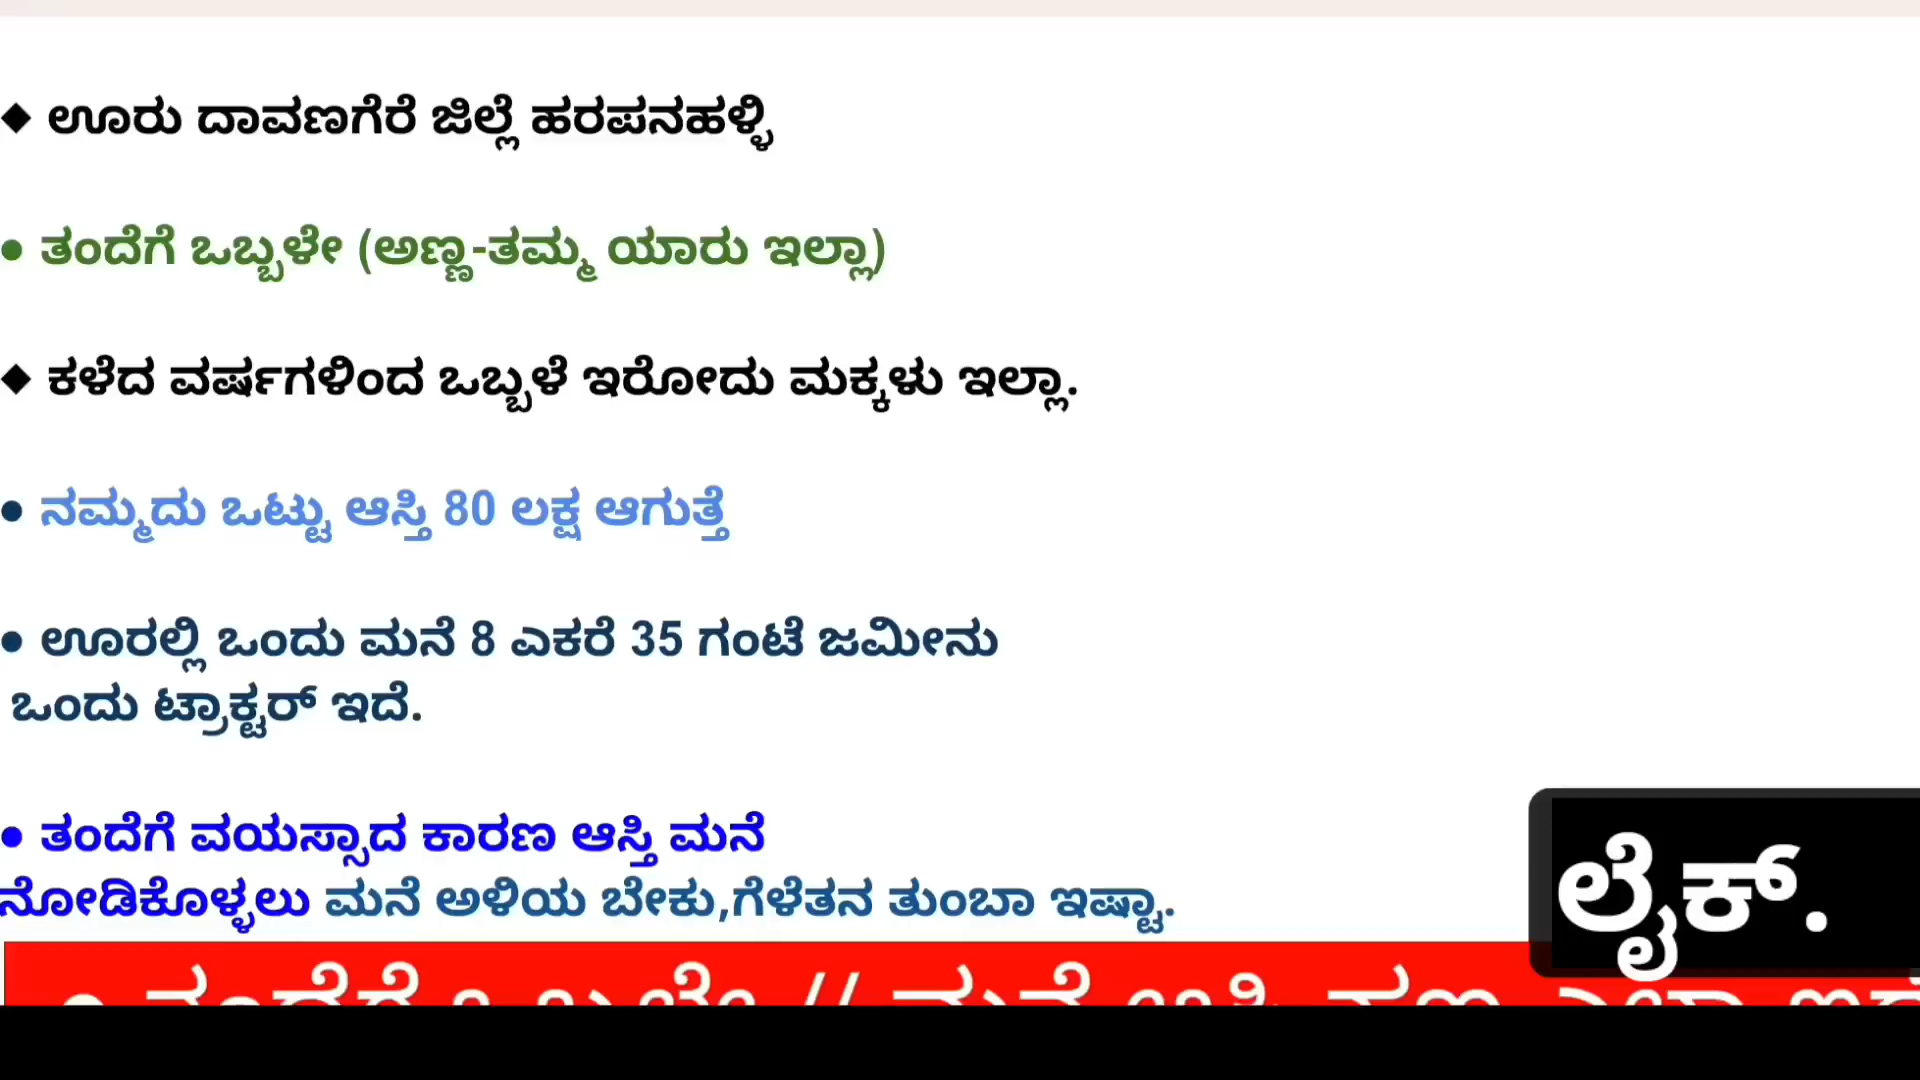 ◆ ಊರು ದಾವಣಗೆರೆ ಜಿಲ್ಲೆ ಹರಪನಹಳ್ಳಿ
● ತಂದೆಗೆ ಒಬ್ಬಳೇ (ಅಣ್ಣ-ತಮ್ಮ ಯಾರು ಇಲ್ಲಾ)
◆ ಕಳೆದ ವರ್ಷಗಳಿಂದ ಒಬ್ಬಳೆ ಇರೋದು ಮಕ್ಕಳು ಇಲ್ಲಾ.
● ನಮ್ಮದು ಒಟ್ಟು ಆಸ್ತಿ 80 ಲಕ್ಷ ಆಗುತ್ತೆ
● ಊರಲ್ಲಿ ಒಂದು ಮನೆ 8 ಎಕರೆ 35 ಗಂಟೆ ಜಮೀನು
ಒಂದು ಟ್ರಾಕ್ಟರ್ ಇದೆ.
● ತಂದೆಗೆ ವಯಸ್ಸಾದ ಕಾರಣ ಆಸ್ತಿ ಮನೆ
ನೋಡಿಕೊಳ್ಳಲು ಮನೆ ಅಳಿಯ ಬೇಕು,ಗೆಳೆತನ ತುಂಬಾ ಇಷ್ಟಾ.
ಲೈಕ್.